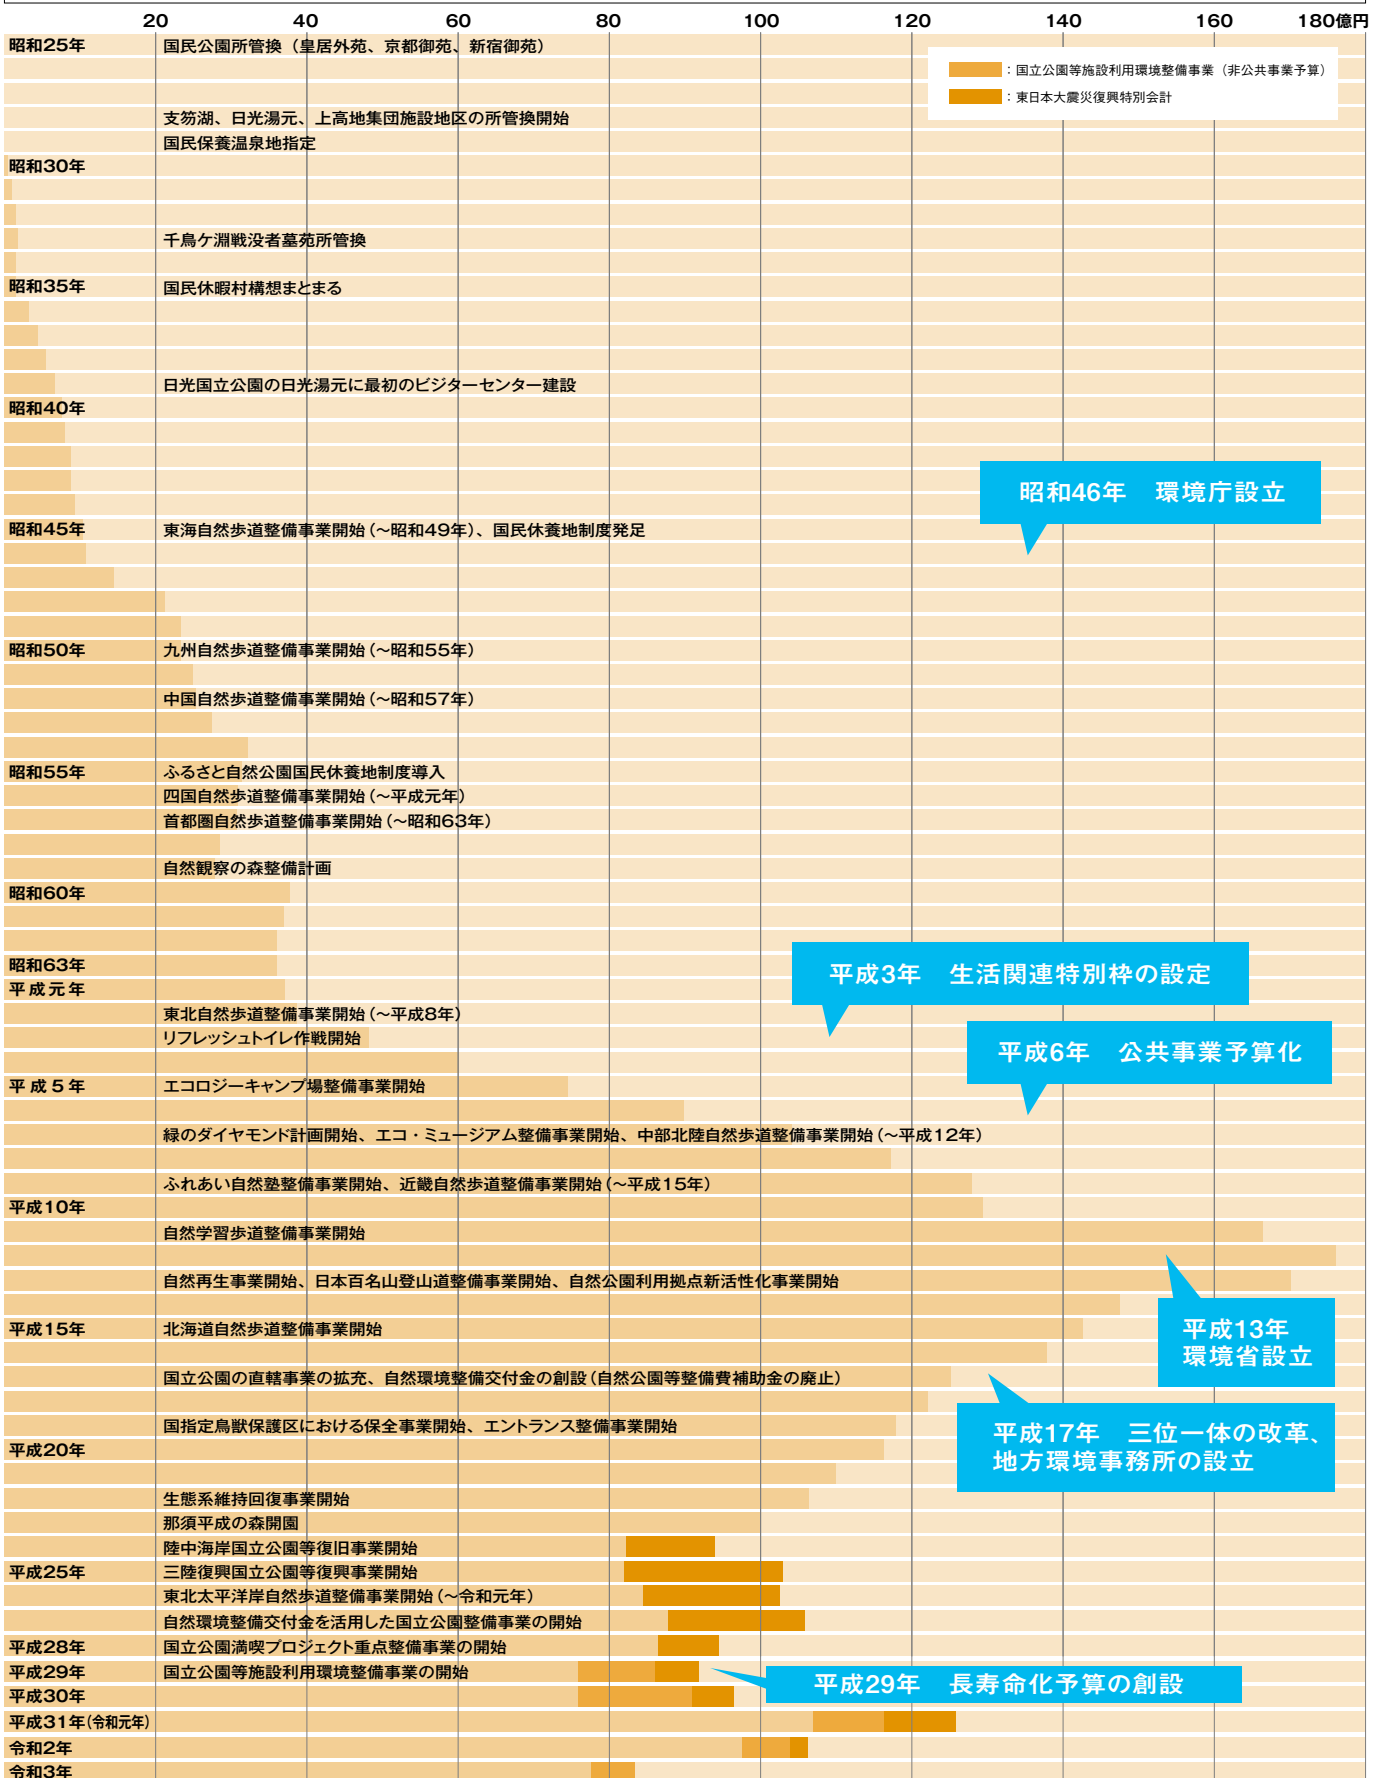 20 40 60 80 100 120 140 160 180億円
昭和25年 国民公園所管換（皇居外苑、京都御苑、新宿御苑）
：国立公園等施設利用環境整備事業（非公共事業予算）
：東日本大震災復興特別会計
支笏湖、日光湯元、上高地集団施設地区の所管換開始
国民保養温泉地指定
昭和30年
千鳥ケ淵戦没者墓苑所管換
昭和35年 国民休暇村構想まとまる
日光国立公園の日光湯元に最初のビジターセンター建設
昭和40年
昭和46年　環境庁設立
昭和45年 東海自然歩道整備事業開始（～昭和49年）、国民休養地制度発足
昭和50年 九州自然歩道整備事業開始（～昭和55年）
中国自然歩道整備事業開始（～昭和57年）
昭和55年 ふるさと自然公園国民休養地制度導入
四国自然歩道整備事業開始（～平成元年）
首都圏自然歩道整備事業開始（～昭和63年）
自然観察の森整備計画
昭和60年
昭和63年
平成3年　生活関連特別枠の設定
平成元年
東北自然歩道整備事業開始（～平成8年）
リフレッシュトイレ作戦開始
平成6年　公共事業予算化
平成5年 エコロジーキャンプ場整備事業開始
緑のダイヤモンド計画開始、エコ・ミュージアム整備事業開始、中部北陸自然歩道整備事業開始（～平成12年）
ふれあい自然塾整備事業開始、近畿自然歩道整備事業開始（～平成15年）
平成10年
自然学習歩道整備事業開始
自然再生事業開始、日本百名山登山道整備事業開始、自然公園利用拠点新活性化事業開始
平成15年 北海道自然歩道整備事業開始
平成13年
環境省設立
国立公園の直轄事業の拡充、自然環境整備交付金の創設（自然公園等整備費補助金の廃止）
国指定鳥獣保護区における保全事業開始、エントランス整備事業開始
平成17年　三位一体の改革、
地方環境事務所の設立
平成20年
生態系維持回復事業開始
那須平成の森開園
陸中海岸国立公園等復旧事業開始
平成25年 三陸復興国立公園等復興事業開始
東北太平洋岸自然歩道整備事業開始（～令和元年）
自然環境整備交付金を活用した国立公園整備事業の開始
平成28年 国立公園満喫プロジェクト重点整備事業の開始
平成29年 国立公園等施設利用環境整備事業の開始
平成29年　長寿命化予算の創設
平成30年
平成31年（令和元年）
令和2年
令和3年